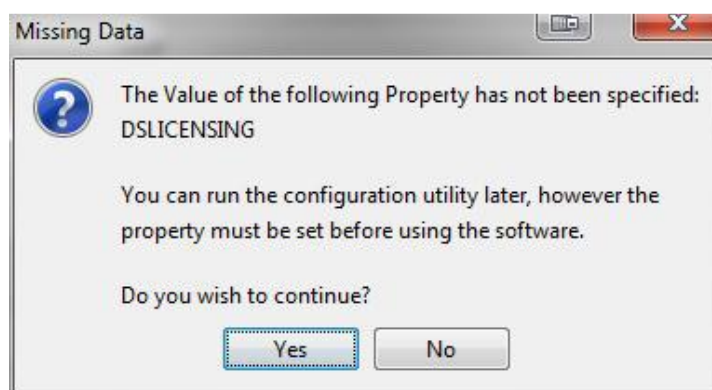 Missing Data
The Value of the following Property has not been specified:
DSLICENSING
You can run the configuration utility later, however the
property must be set before using the software.
Do you wish to continue?
Yes
No